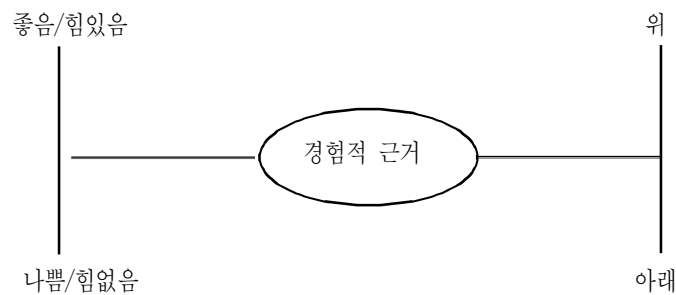 좋음/힘있음
위
경험적 근거
나쁨/힘없음
아래